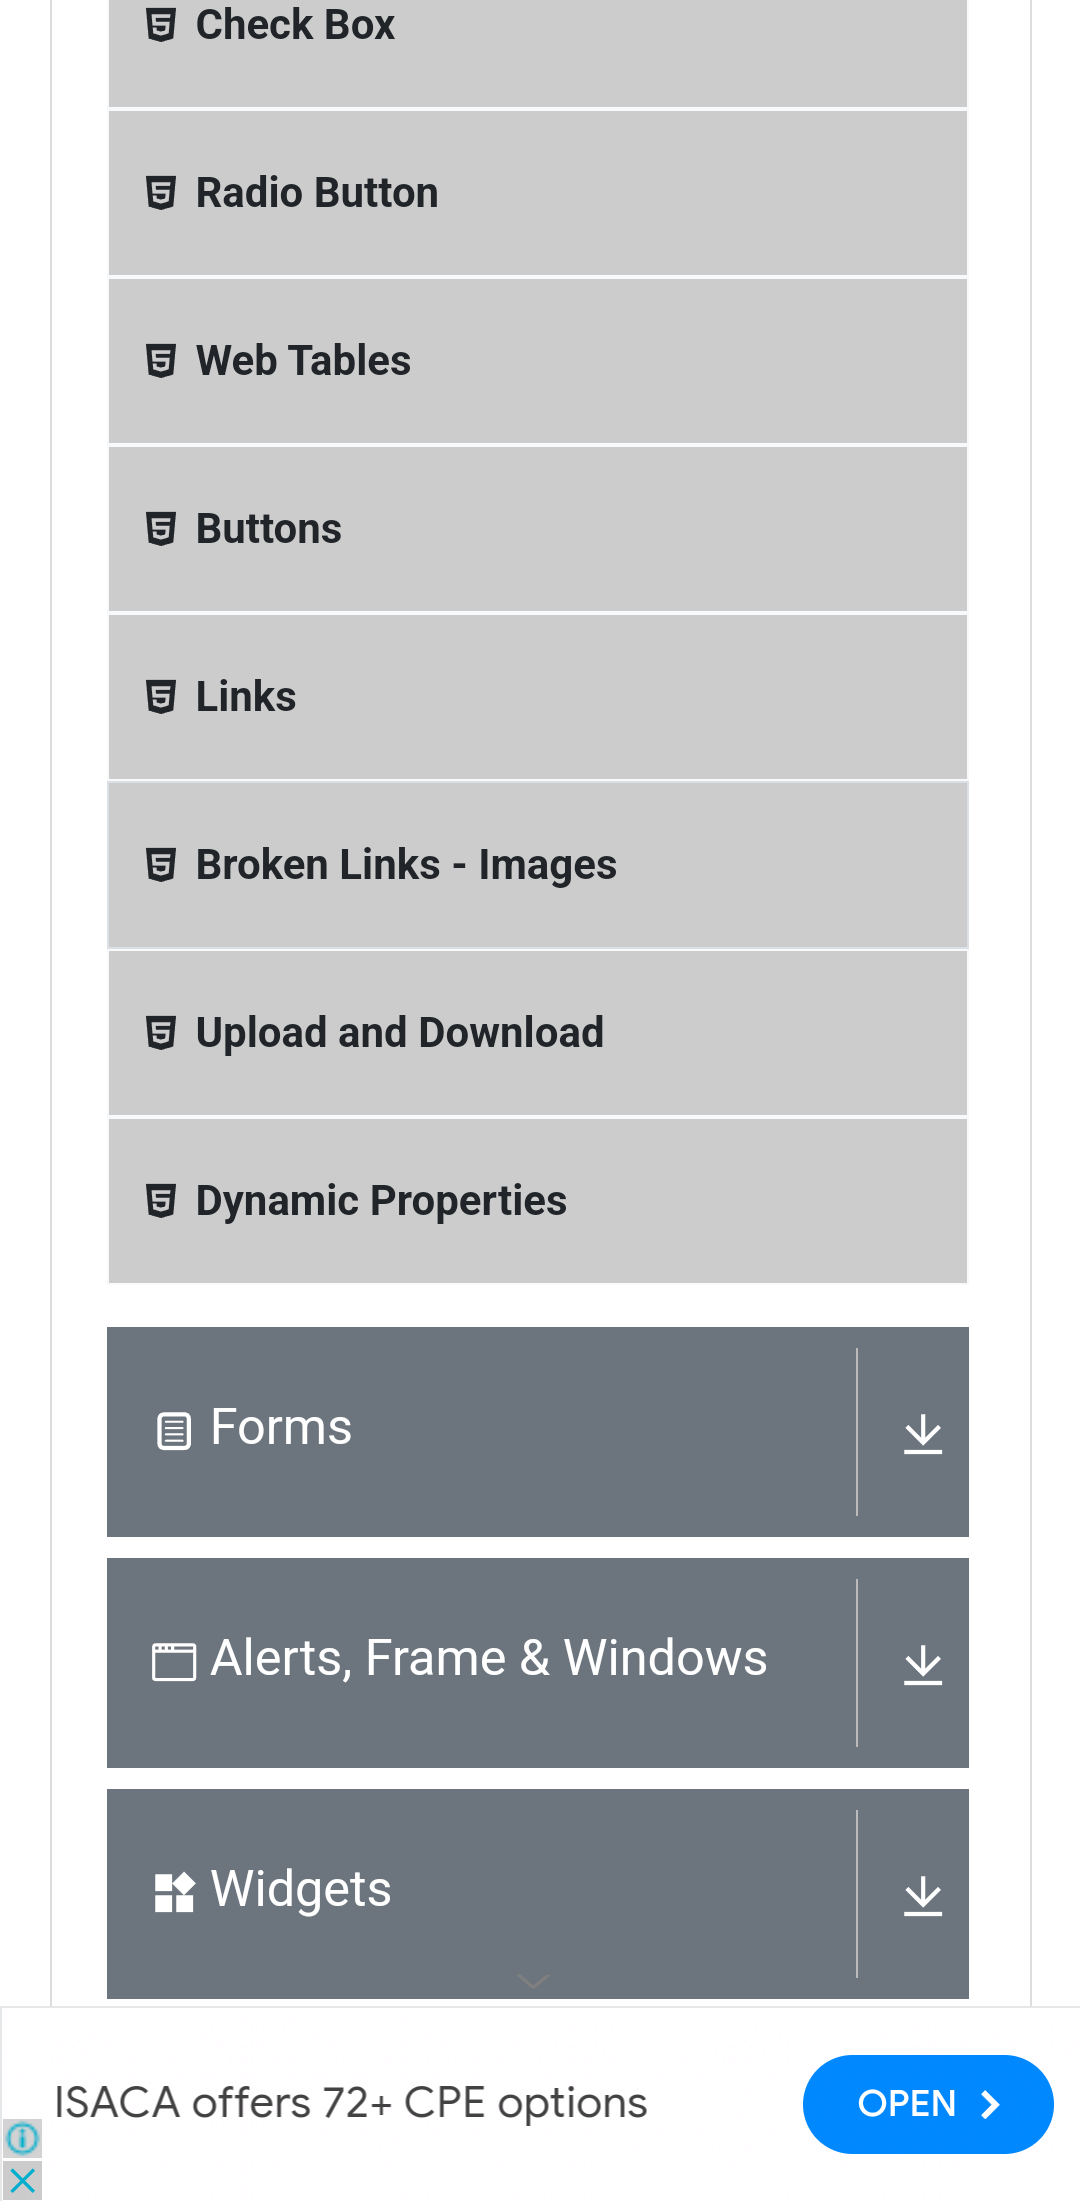 Check Box
Radio Button
Web Tables
Buttons
Links
Broken Links - Images
Upload and Download
Dynamic Properties
Forms
Alerts, Frame & Windows
Widgets
ISACA offers 72+ CPE options
OPEN